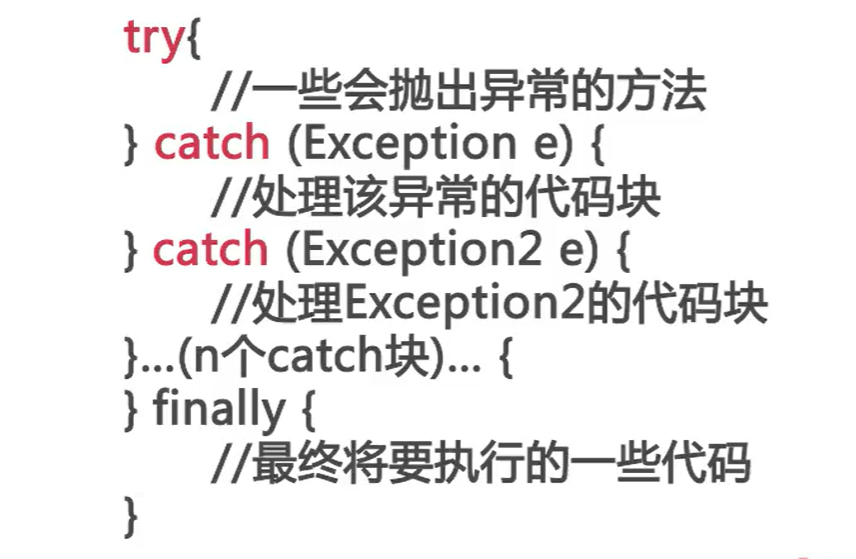 try{
//一些会抛出异常的方法
} catch (Exception e) {
//处理该异常的代码块
} catch (Exception2 e) {
//处理Exception2的代码块
}...(n个catch块)... {
} finally {
//最终将要执行的一些代码
}